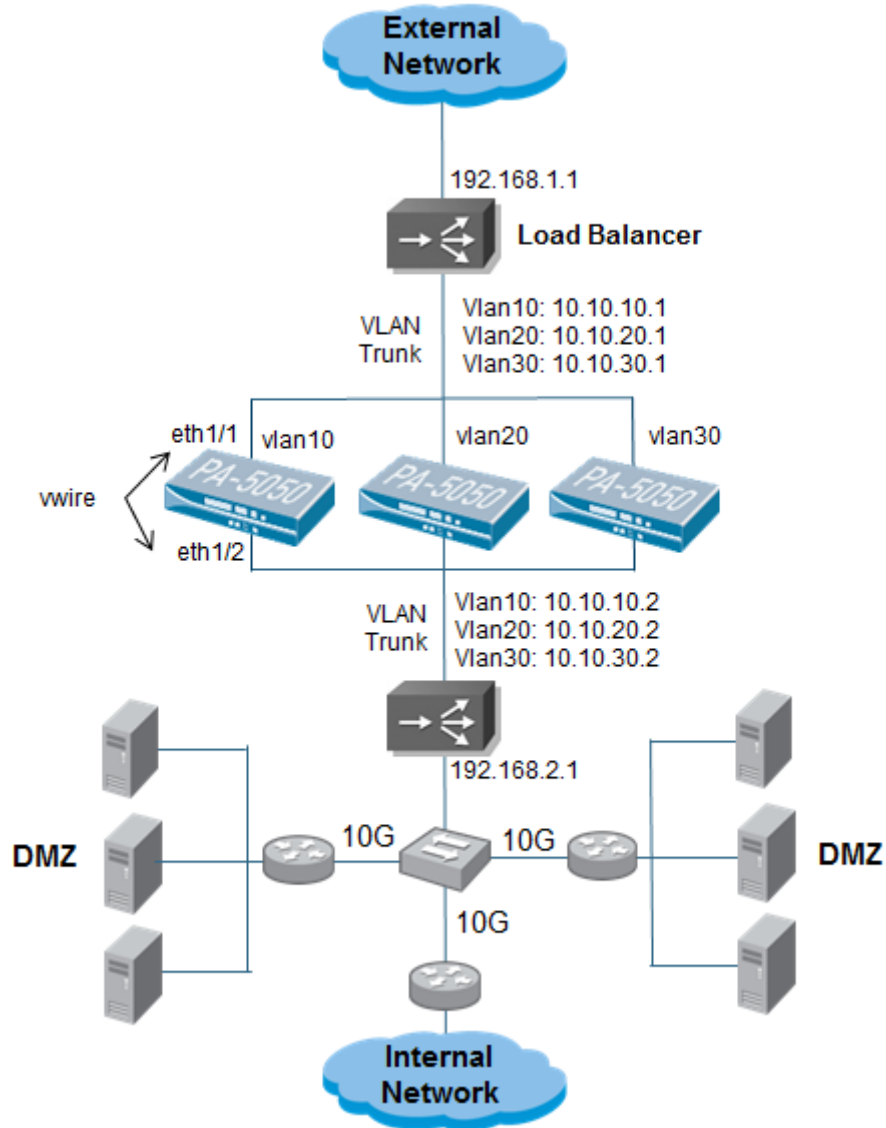 External
Network
192.168.1.1
Load Balancer
VLAN
Trunk
Vlan10: 10.10.10.1
Vlan20: 10.10.20.1
Vlan30: 10.10.30.1
eth1/1
vlan10
vlan20
vlan30
PA-5050
PA-5050
PA-5050
vwire
eth1/2
VLAN
Trunk
Vlan10: 10.10.10.2
Vlan20: 10.10.20.2
Vlan30: 10.10.30.2
192.168.2.1
DMZ
10G
10G
DMZ
10G
Internal
Network